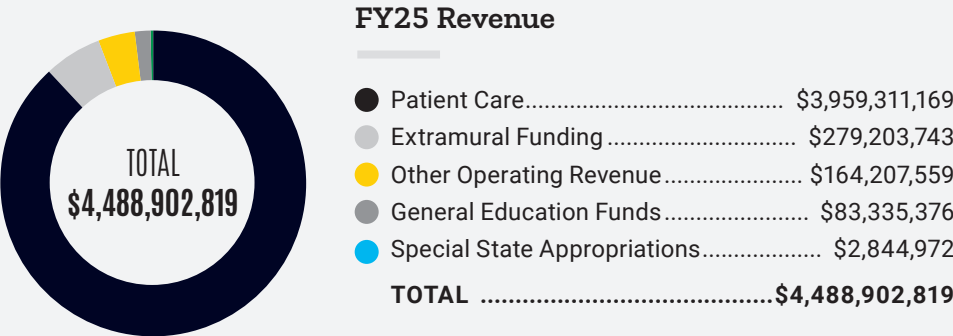 FY25 Revenue
TOTAL
$4,488,902,819
Patient Care.................................... $3,959,311,169
Extramural Funding .......................... $279,203,743
Other Operating Revenue................... $164,207,559
General Education Funds.................... $83,335,376
Special State Appropriations................. $2,844,972
TOTAL .......................................$4,488,902,819